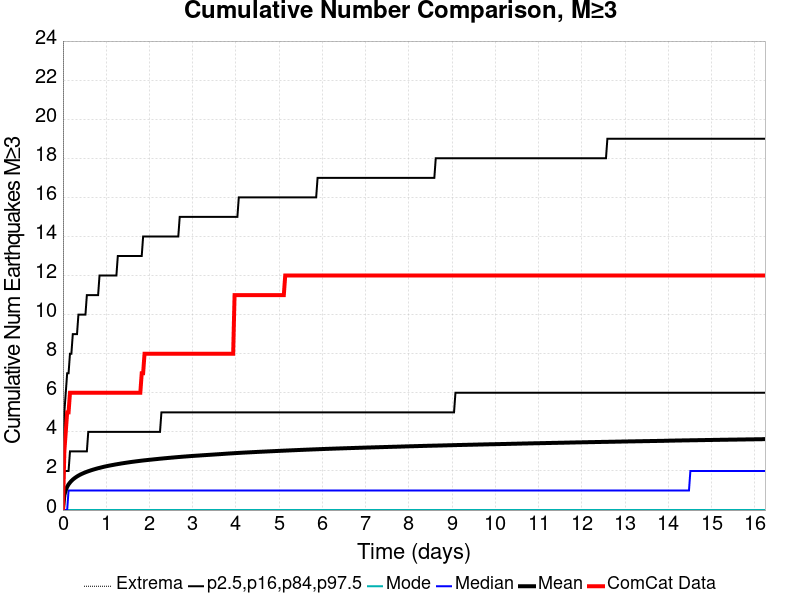 Cumulative Number Comparison, M≥3
Cumulative Num Earthquakes M≥3
24
22
20
18
16
14
12
10
8
6
4
2
0
0 1 2 3 4 5 6 7 8 9 10 11 12 13 14 15 16
Time (days)
Extrema p2.5,p16,p84,p97.5 Mode Median Mean ComCat Data